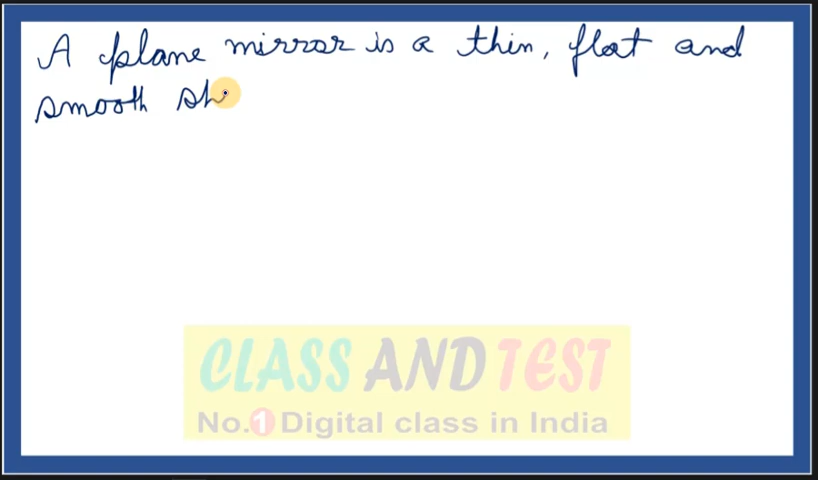 A plane mirror is a thin, flat and
smooth sh
CLASS AND TEST
No.1 Digital class in India